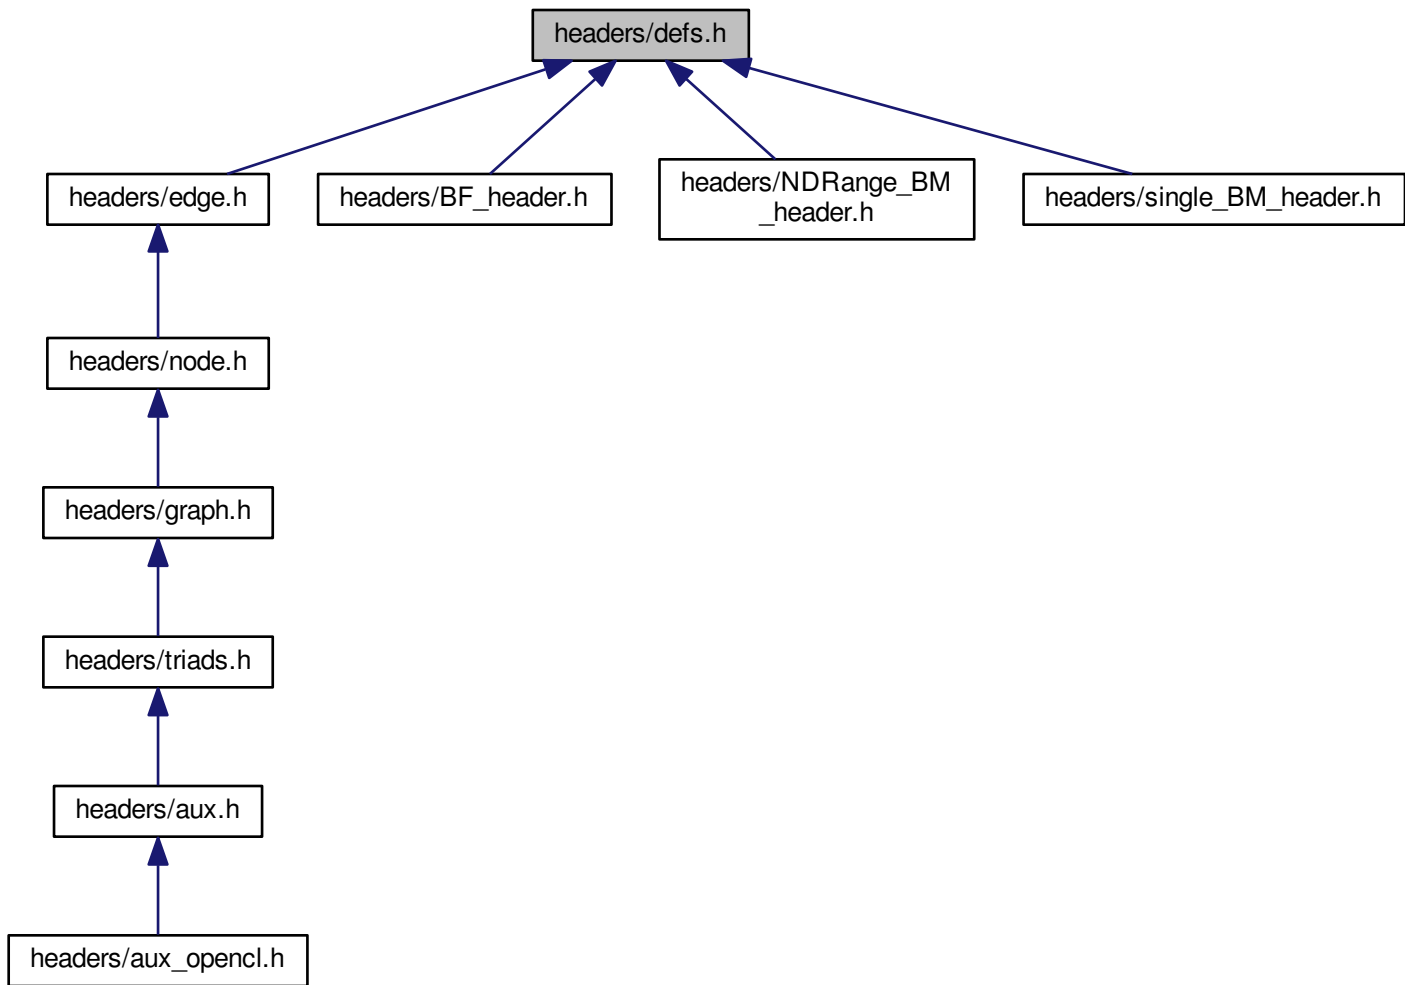 headers/defs.h
headers/edge.h
headers/BF_header.h
headers/NDRange_BM
_header.h
headers/single_BM_header.h
headers/node.h
headers/graph.h
headers/triads.h
headers/aux.h
headers/aux_opencl.h